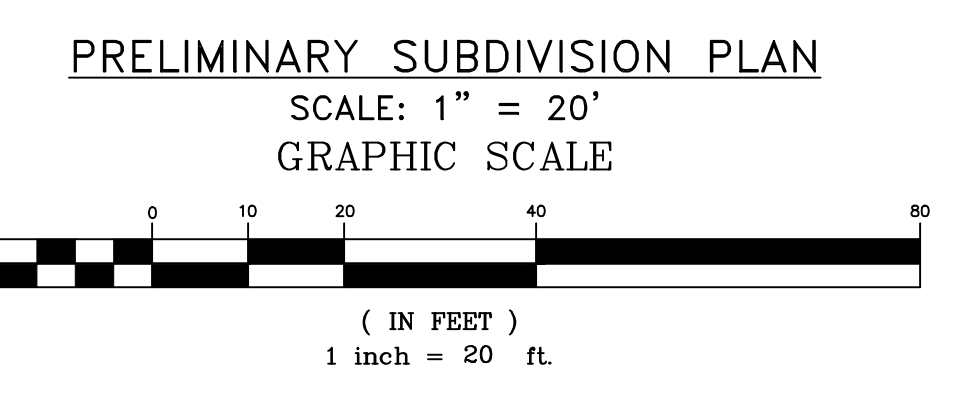 PRELIMINARY SUBDIVISION PLAN
SCALE: 1” = 20’
GRAPHIC SCALE
0 10 20 40 80
( IN FEET )
1 inch = 20 ft.